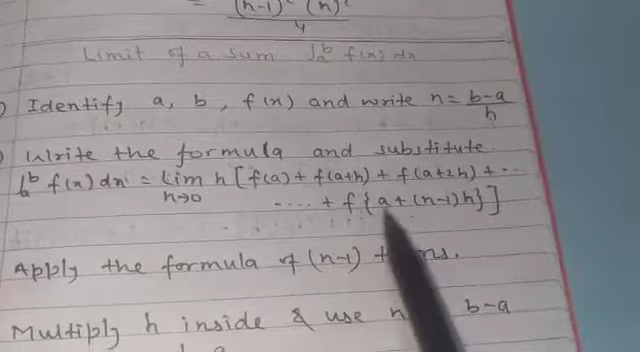 = (n-1)² (n)² / 4
Limit of a sum ∫ₐᵇ f(x) dx
Identify a, b, f(x) and write n = b-a / h
Write the formula and substitute
∫ₐᵇ f(x) dx = lim h→0 h [ f(a) + f(a+h) + f(a+2h) + ...
.... + f{a+(n-1)h}]
Apply the formula of (n-1)
Multiply h inside & use b-a